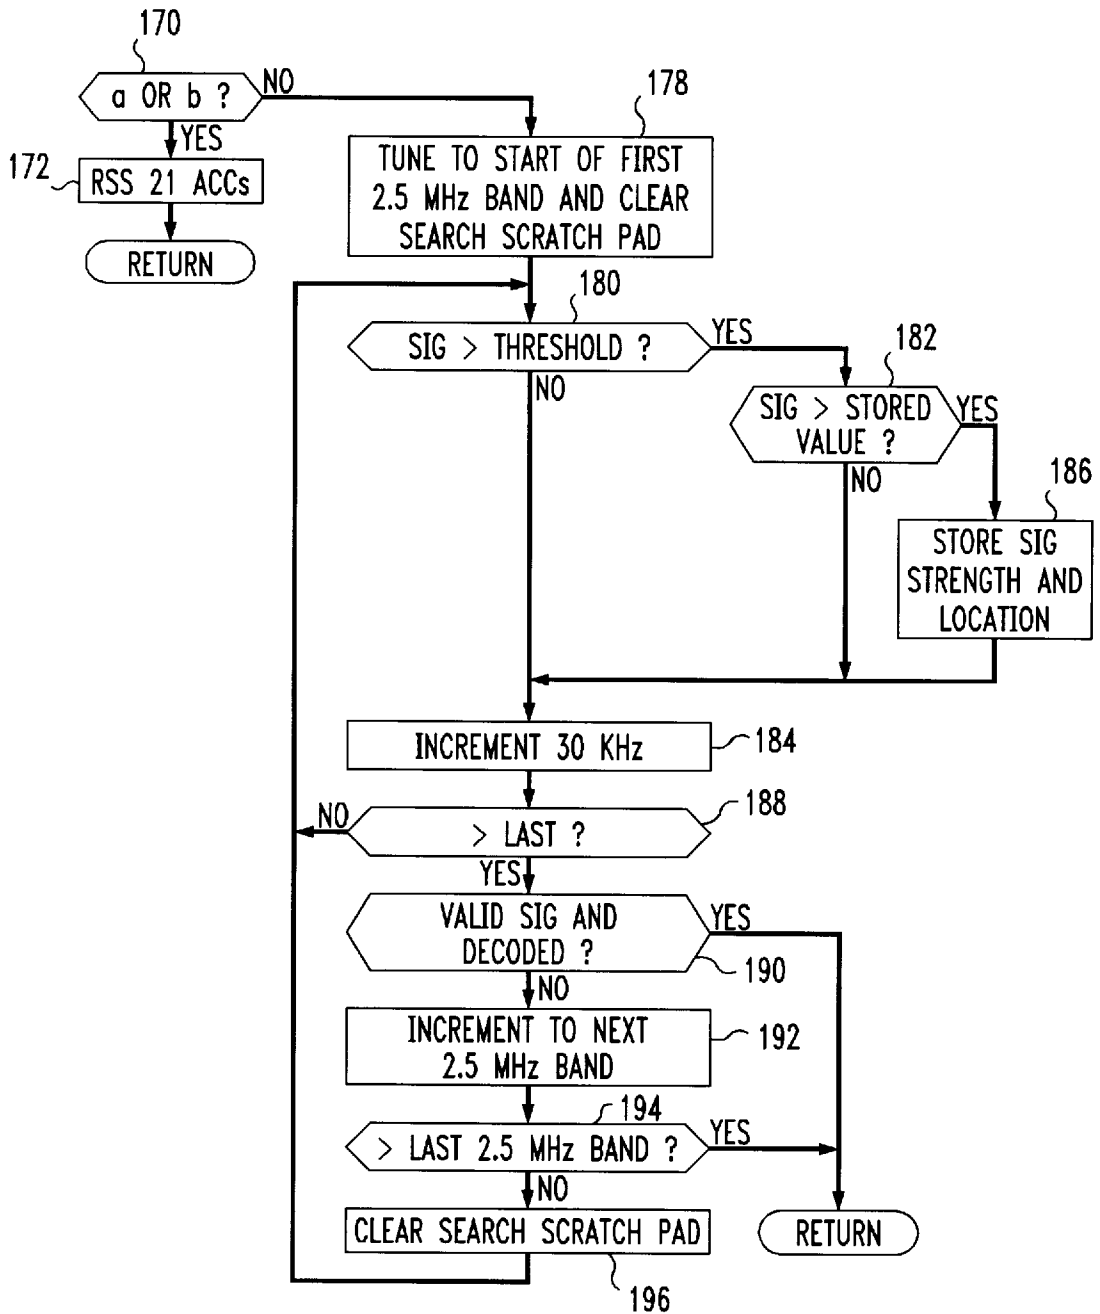 170
a OR b ?
NO
YES
172
RSS 21 ACCs
RETURN
178
TUNE TO START OF FIRST
2.5 MHz BAND AND CLEAR
SEARCH SCRATCH PAD
180
SIG > THRESHOLD ?
YES
NO
182
SIG > STORED
VALUE ?
YES
NO
186
STORE SIG
STRENGTH AND
LOCATION
INCREMENT 30 KHz
184
188
> LAST ?
NO
YES
VALID SIG AND
DECODED ?
YES
190
NO
INCREMENT TO NEXT
2.5 MHz BAND
192
194
> LAST 2.5 MHz BAND ?
YES
NO
CLEAR SEARCH SCRATCH PAD
196
RETURN